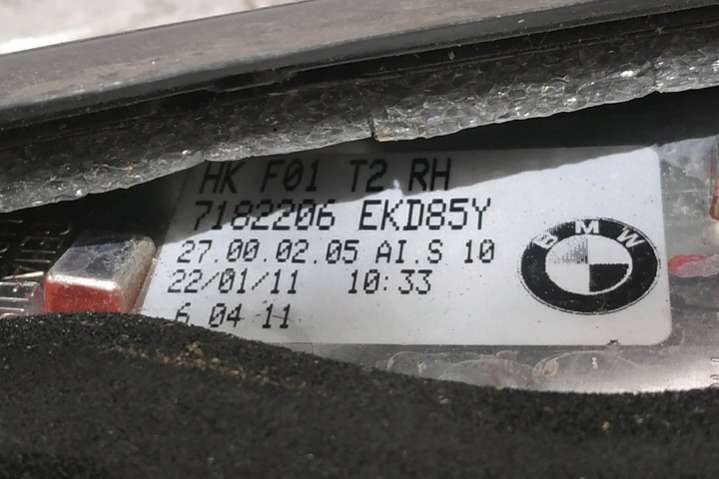 HK F01 T2 RH
7182206 EKD85Y
27.00.02.05 AI.S 10
22/01/11 10:33
6 04 11
BMW